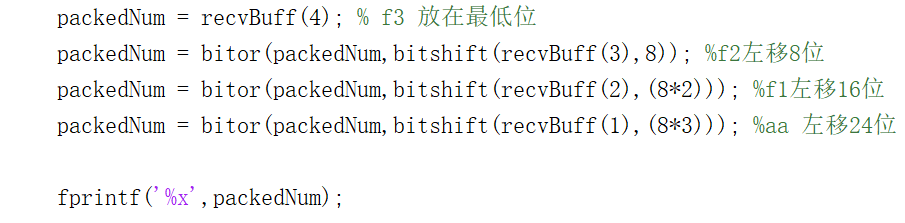 packedNum = recvBuff(4); % f3 放在最低位
packedNum = bitor(packedNum,bitshift(recvBuff(3),8)); %f2左移8位
packedNum = bitor(packedNum,bitshift(recvBuff(2),(8*2))); %f1左移16位
packedNum = bitor(packedNum,bitshift(recvBuff(1),(8*3))); %aa 左移24位
fprintf('%x',packedNum);